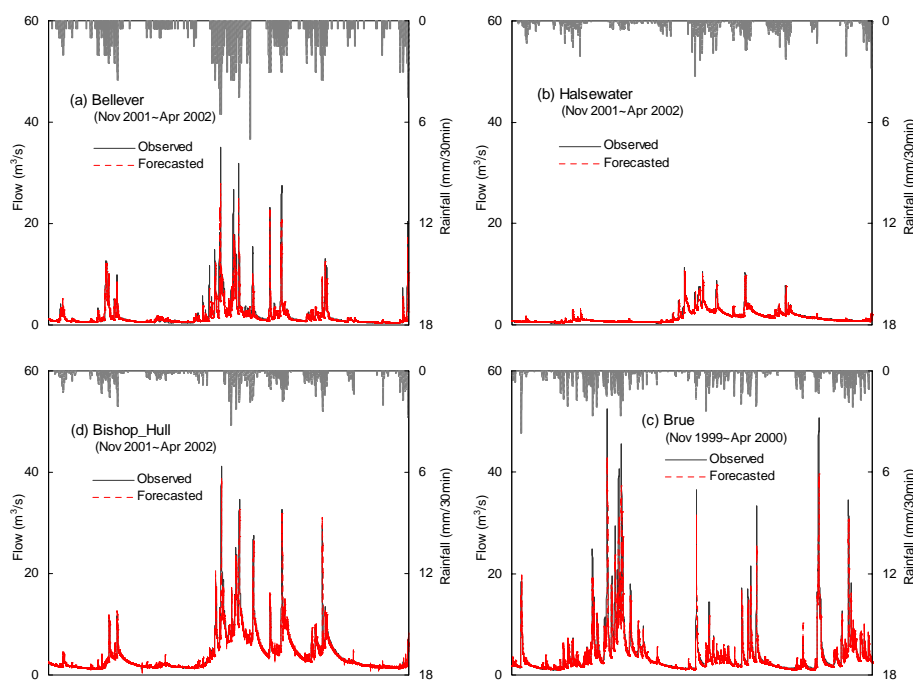 60
40
20
0
Flow (m³/s)
0
6
12
18
Rainfall (mm/30min)
(a) Bellever
(Nov 2001~Apr 2002)
Observed
Forecasted
60
40
20
0
Flow (m³/s)
0
6
12
18
Rainfall (mm/30min)
(b) Halsewater
(Nov 2001~Apr 2002)
Observed
Forecasted
60
40
20
0
Flow (m³/s)
0
6
12
18
Rainfall (mm/30min)
(d) Bishop_Hull
(Nov 2001~Apr 2002)
Observed
Forecasted
60
40
20
0
Flow (m³/s)
0
6
12
18
Rainfall (mm/30min)
(c) Brue
(Nov 1999~Apr 2000)
Observed
Forecasted